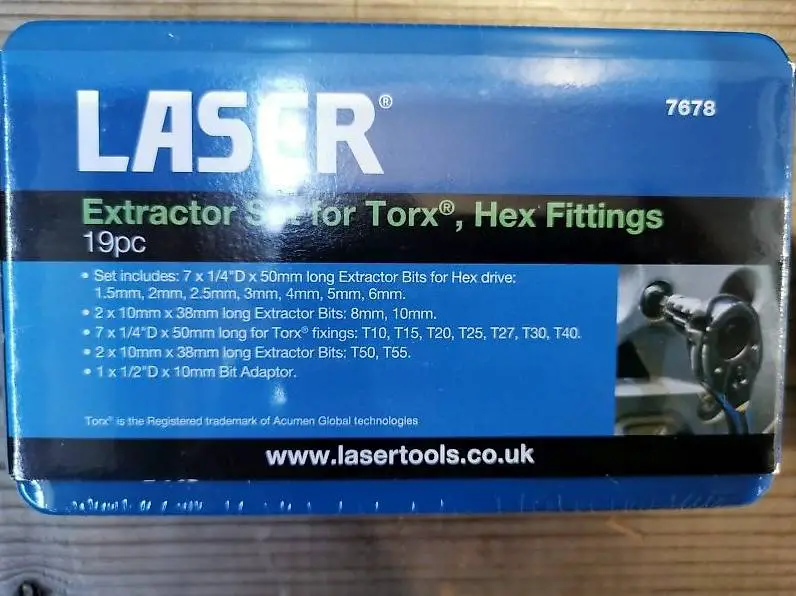 LASER®
7678
Extractor Set for Torx®, Hex Fittings
19pc
• Set includes: 7 x 1/4"D x 50mm long Extractor Bits for Hex drive:
1.5mm, 2mm, 2.5mm, 3mm, 4mm, 5mm, 6mm.
• 2 x 10mm x 38mm long Extractor Bits: 8mm, 10mm.
• 7 x 1/4"D x 50mm long for Torx® fixings: T10, T15, T20, T25, T27, T30, T40.
• 2 x 10mm x 38mm long Extractor Bits: T50, T55.
• 1 x 1/2"D x 10mm Bit Adaptor.
Torx® is the Registered trademark of Acumen Global technologies
www.lasertools.co.uk